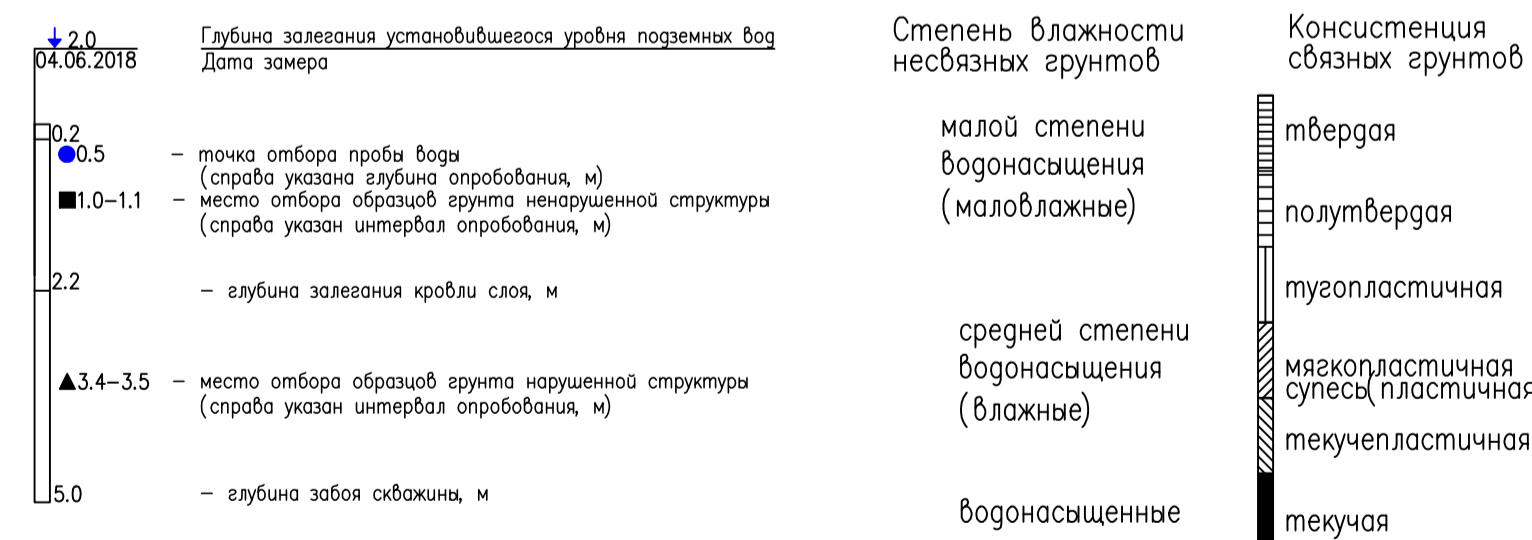 2.0
04.06.2018
Глубина залегания установившегося уровня подземных вод
Дата замера
0.2
0.5 – точка отбора пробы воды
(справа указана глубина опробования, м)
1.0–1.1 – место отбора образцов грунта ненарушенной структуры
(справа указан интервал опробования, м)
2.2 – глубина залегания кровли слоя, м
3.4–3.5 – место отбора образцов грунта нарушенной структуры
(справа указан интервал опробования, м)
5.0 – глубина забоя скважины, м
Степень влажности
несвязных грунтов
малой степени
водонасыщения
(маловлажные)
средней степени
водонасыщения
(влажные)
водонасыщенные
Консистенция
связных грунтов
твердая
полутвердая
тугопластичная
мягкопластичная
супесь(пластичная
текучепластичная
текучая